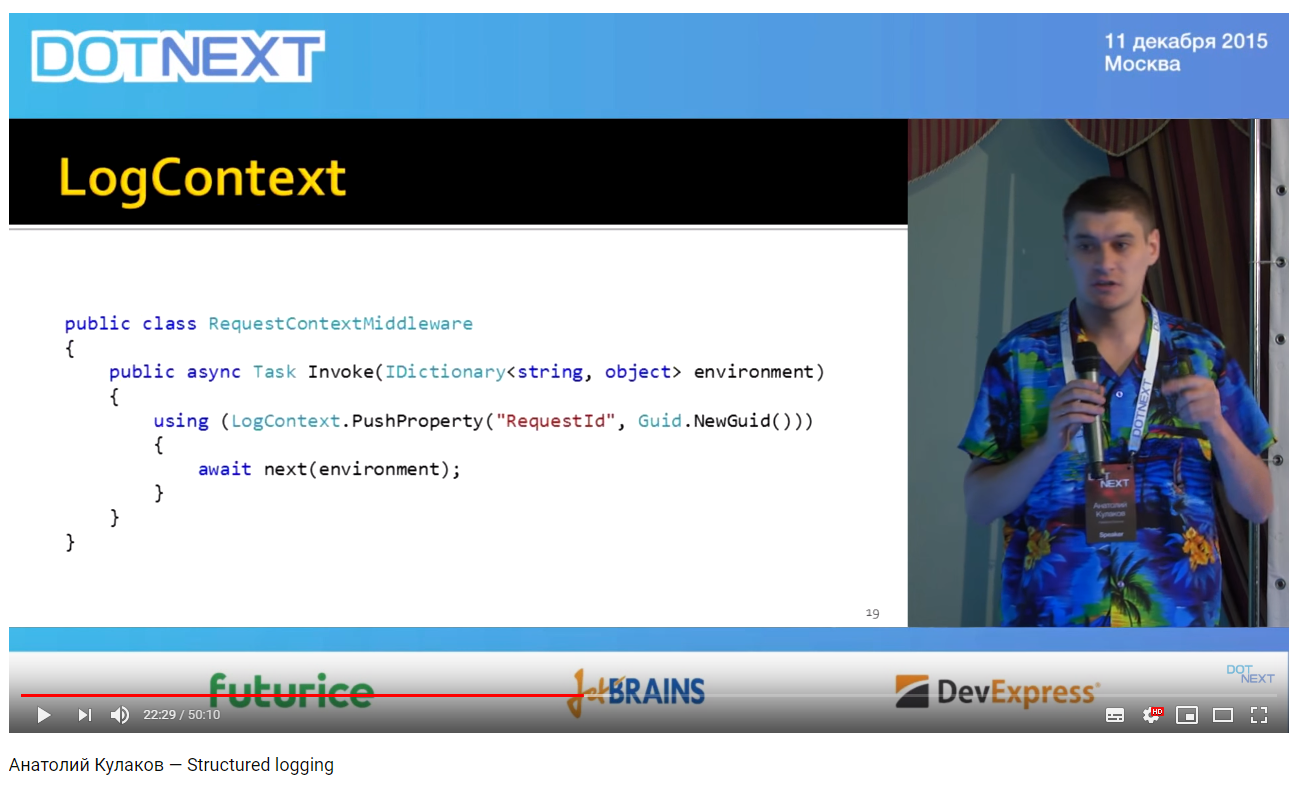 DOTNEXT
11 декабря 2015
Москва
LogContext
public class RequestContextMiddleware
{
public async Task Invoke(IDictionary<string, object> environment)
{
using (LogContext.PushProperty("RequestId", Guid.NewGuid()))
{
await next(environment);
}
}
}
19
DOTNEXT
NEXT
Анатолий
Кулаков
Speaker
futurice
JetBRAINS
DevExpress®
DOT
NEXT
22:29 / 50:10
HD
Анатолий Кулаков — Structured logging